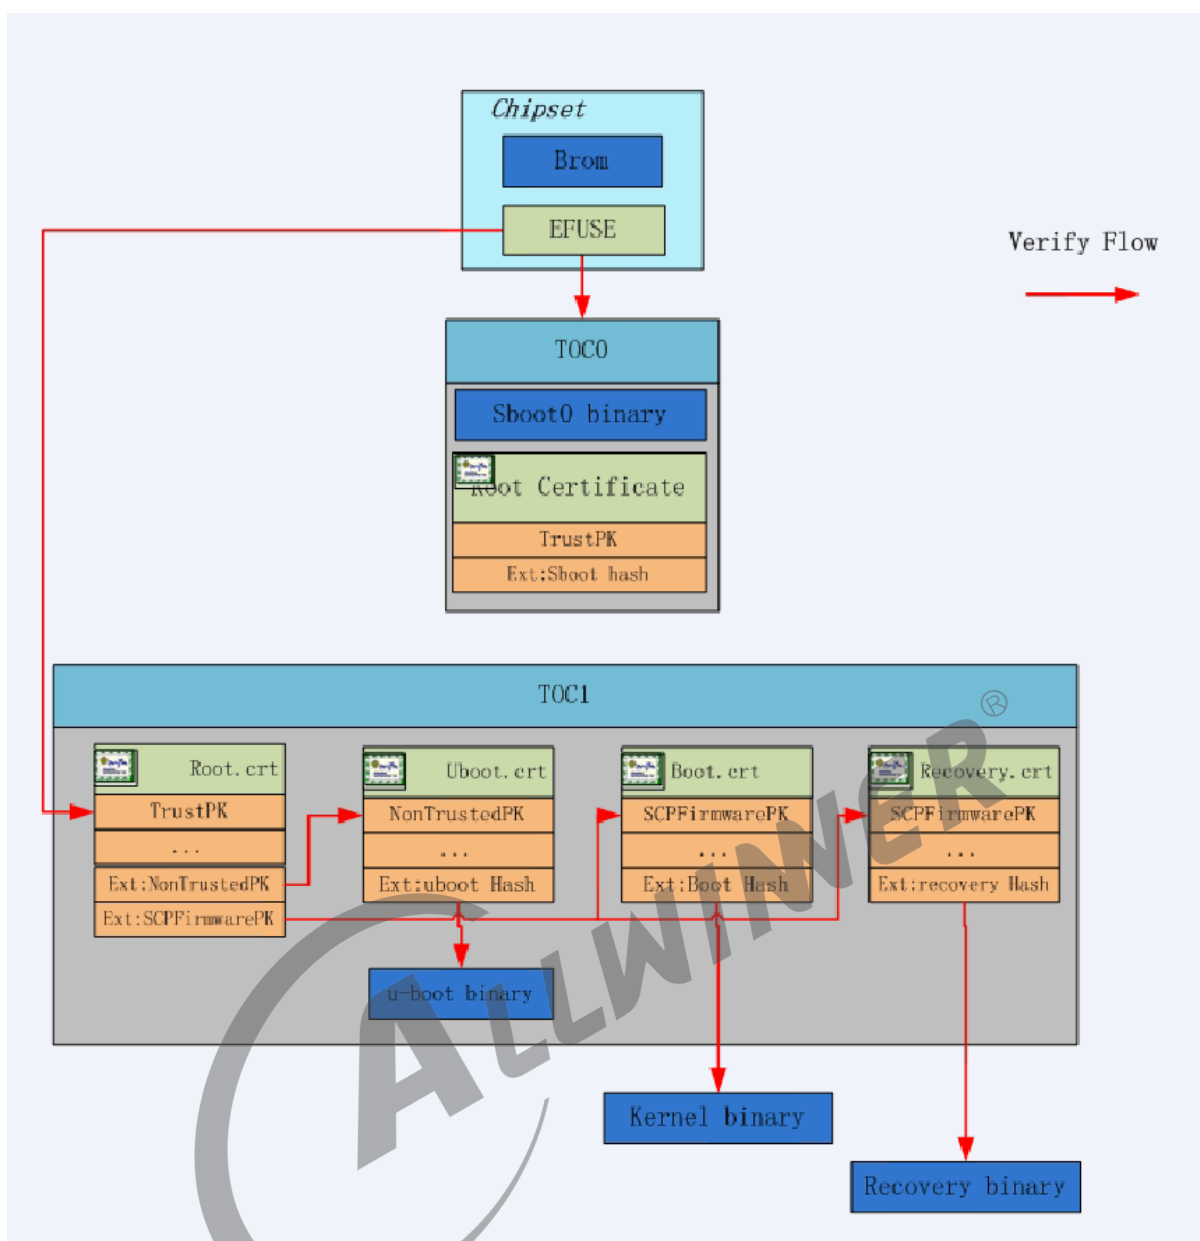 Chipset
Brom
EFUSE
Verify Flow
TOC0
Sboot0 binary
Root Certificate
TrustPK
Ext:Sboot hash
TOC1
Root.crt
TrustPK
...
Ext:NonTrustedPK
Ext:SCPFirmwarePK
Uboot.crt
NonTrustedPK
...
Ext:uboot Hash
u-boot binary
Boot.crt
SCPFirmwarePK
...
Ext:Boot Hash
Kernel binary
Recovery.crt
SCPFirmwarePK
...
Ext:recovery Hash
Recovery binary
ALLWINNER®